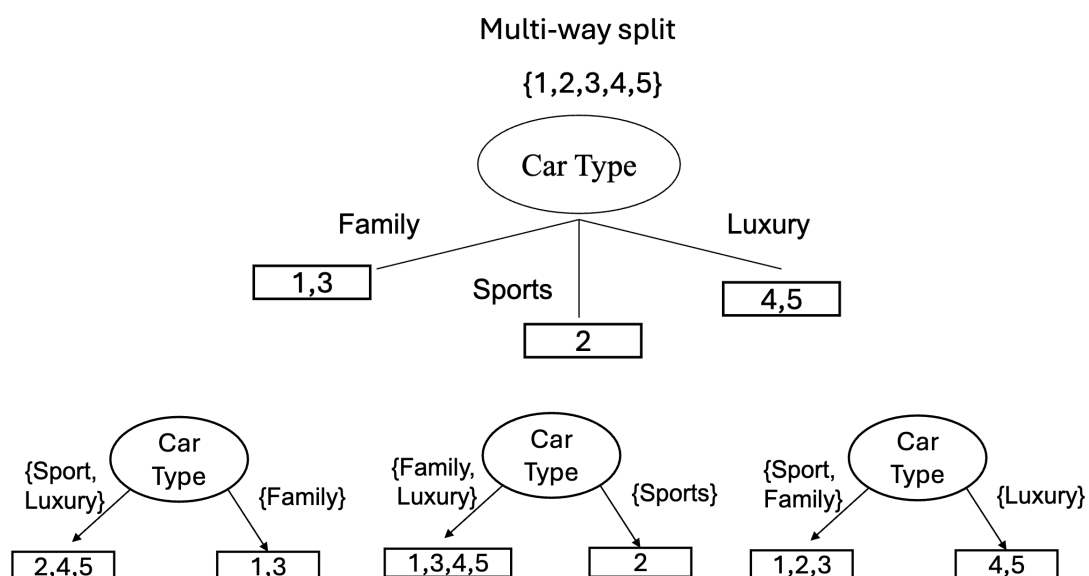 Multi-way split
{1,2,3,4,5}
Car Type
Family
Luxury
1,3
Sports
4,5
2
Car
Type
{Sport,
Luxury}
{Family}
2,4,5
1,3
Car
Type
{Family,
Luxury}
{Sports}
1,3,4,5
2
Car
Type
{Sport,
Family}
{Luxury}
1,2,3
4,5